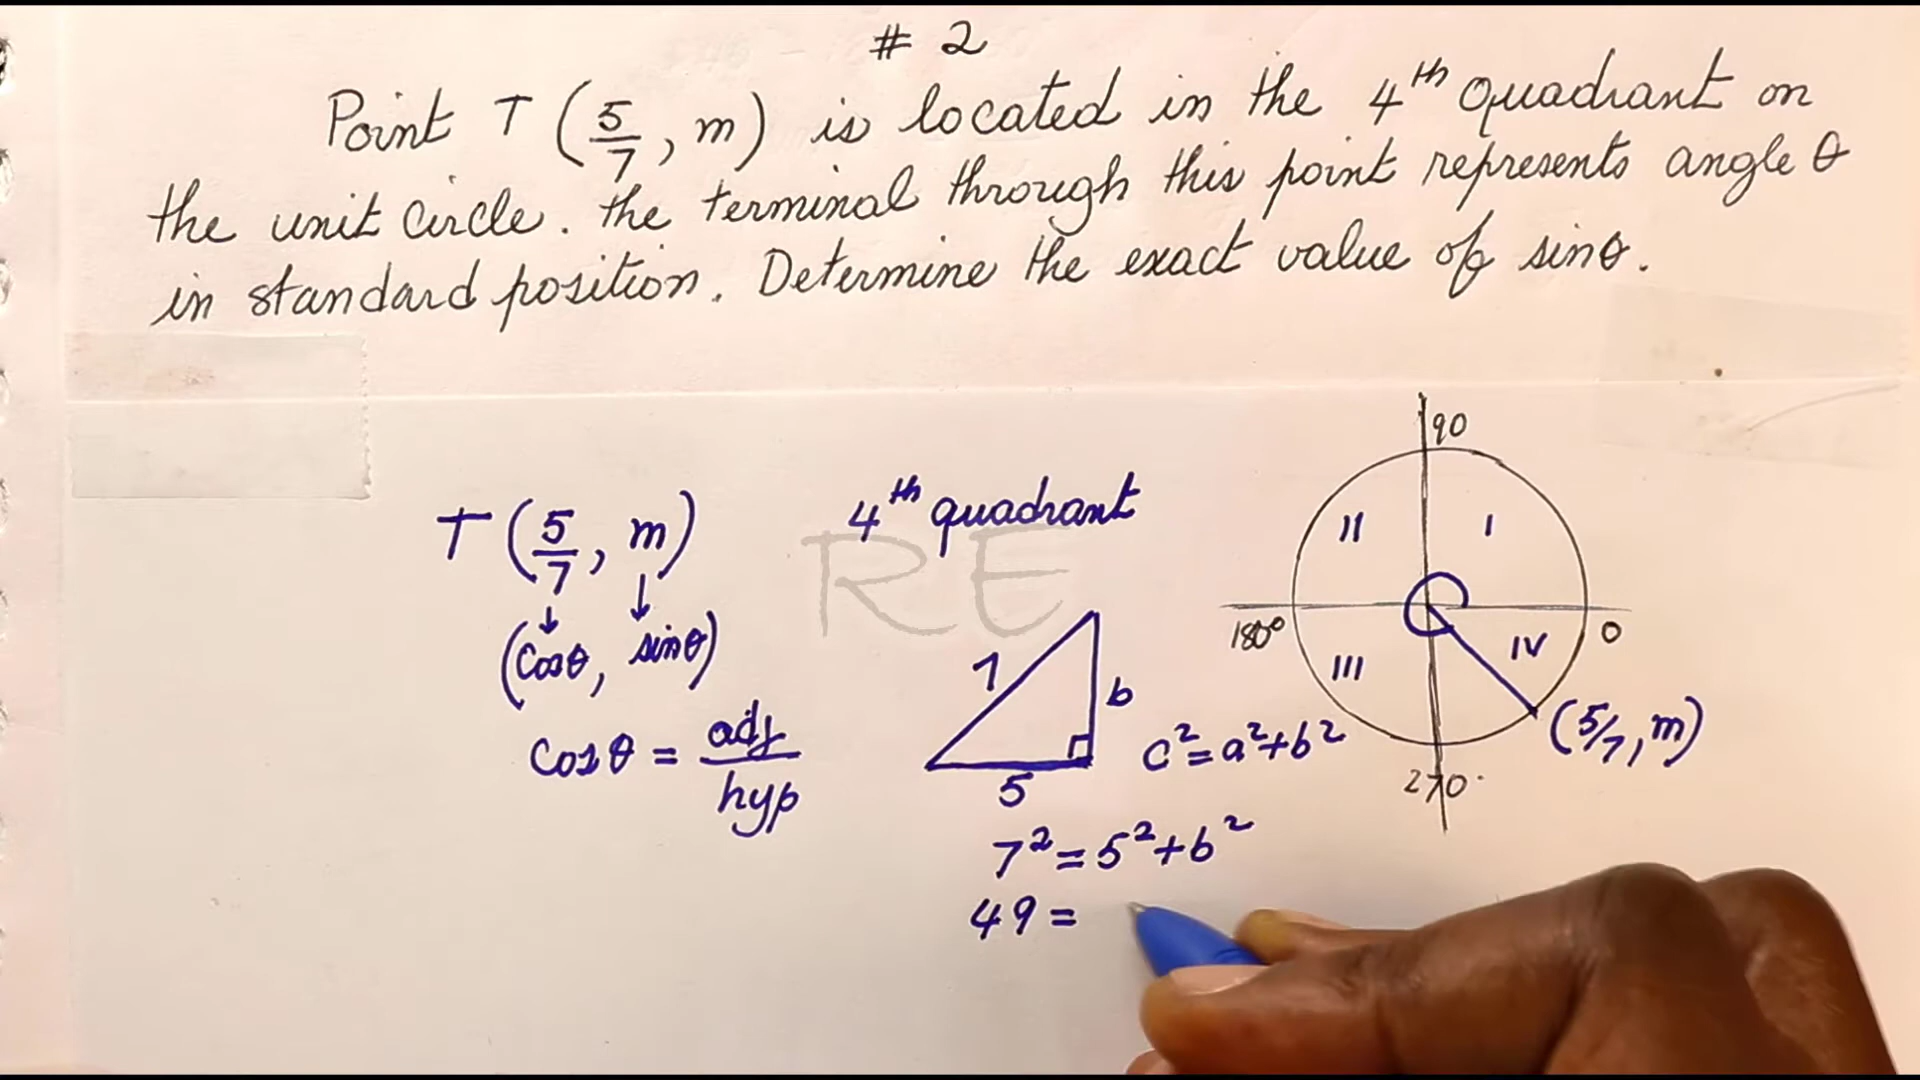 # 2
Point T (5/7, m) is located in the 4th quadrant on
the unit circle. the terminal through this point represents angle θ
in standard position. Determine the exact value of sinθ.
90
T (5/7, m)
4th quadrant
II
I
RE
180°
0
(cosθ, sinθ)
III
IV
7
b
(5/7, m)
cosθ = adj/hyp
c² = a² + b²
5
270°
7² = 5² + b²
49 =